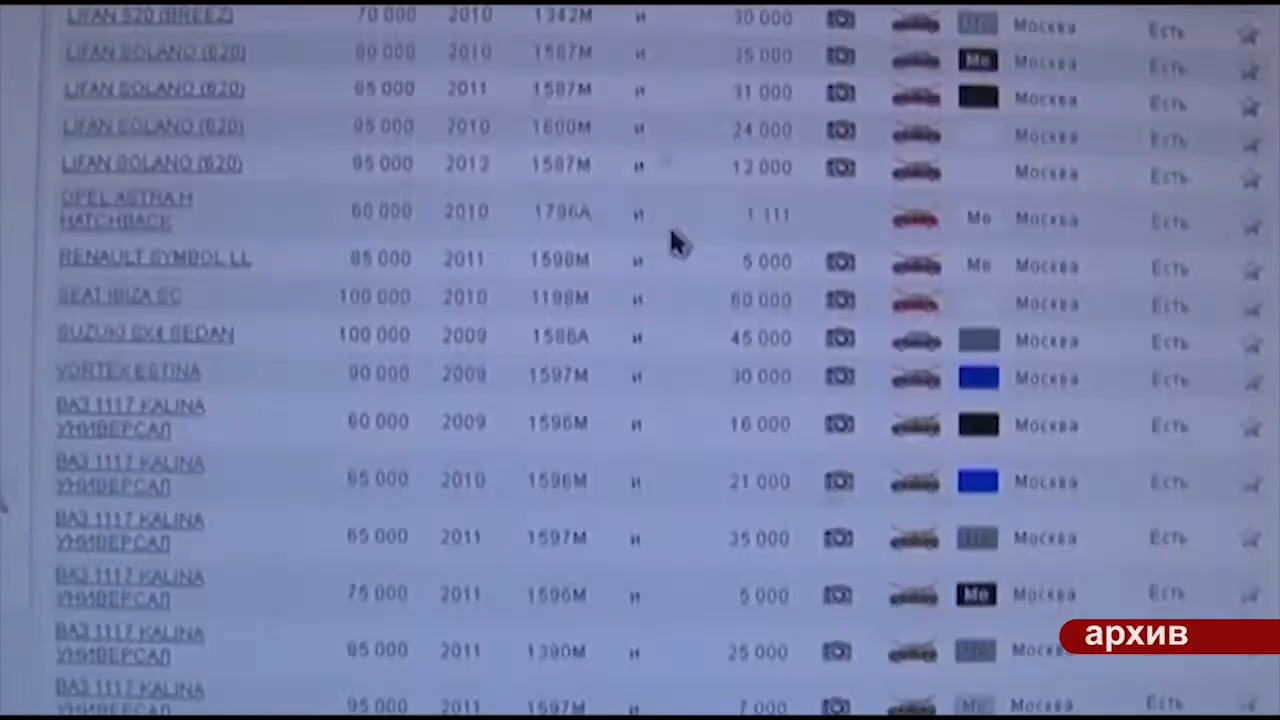 LIFAN 520 (BREEZ) 70 000 2010 1342M и 30 000 Москва Есть
LIFAN SOLANO (620) 80 000 2010 1587M и 35 000 Me Москва Есть
LIFAN SOLANO (620) 85 000 2011 1587M и 31 000 Москва Есть
LIFAN SOLANO (620) 95 000 2010 1600M и 24 000 Москва Есть
LIFAN SOLANO (620) 95 000 2012 1587M и 12 000 Москва Есть
OPEL ASTRA H
HATCHBACK 60 000 2010 1796A и 1 111 Me Москва Есть
RENAULT SYMBOL LL 85 000 2011 1598M и 5 000 Me Москва Есть
SEAT IBIZA SC 100 000 2010 1198M и 60 000 Москва Есть
SUZUKI SX4 SEDAN 100 000 2009 1586A и 45 000 Москва Есть
VORTEX ESTINA 90 000 2009 1597M и 30 000 Москва Есть
ВАЗ 1117 KALINA
УНИВЕРСАЛ 60 000 2009 1596M и 16 000 Москва Есть
ВАЗ 1117 KALINA
УНИВЕРСАЛ 65 000 2010 1596M и 21 000 Москва Есть
ВАЗ 1117 KALINA
УНИВЕРСАЛ 65 000 2011 1597M и 35 000 Москва Есть
ВАЗ 1117 KALINA
УНИВЕРСАЛ 75 000 2011 1596M и 5 000 Me Москва Есть
ВАЗ 1117 KALINA
УНИВЕРСАЛ 85 000 2011 1390M и 25 000 Москва
архив
ВАЗ 1117 KALINA
УНИВЕРСАЛ 95 000 2011 1597M и 7 000 Me Москва Есть